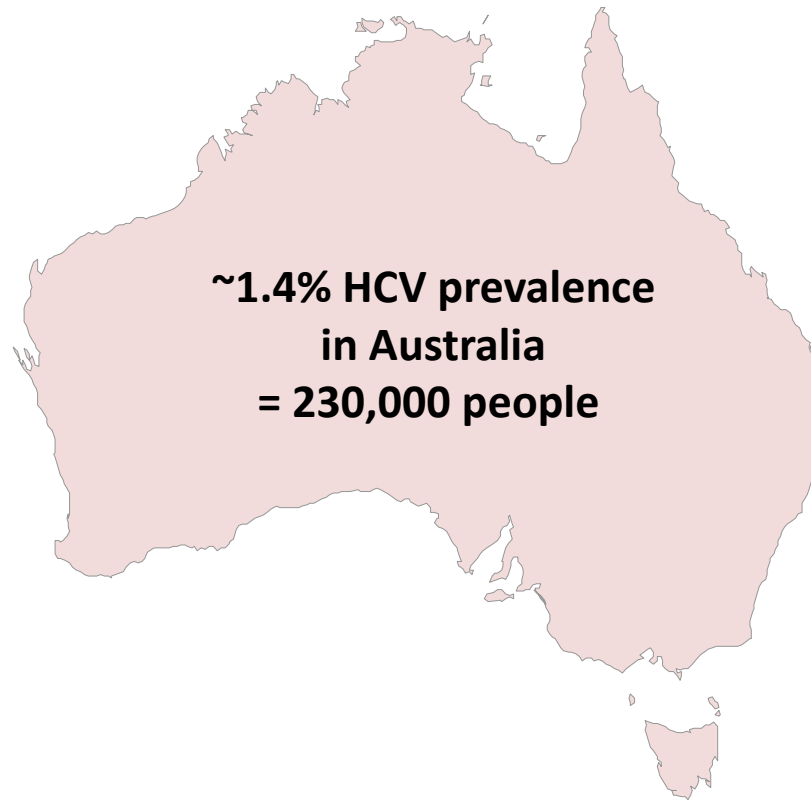 ~1.4% HCV prevalence
in Australia
= 230,000 people